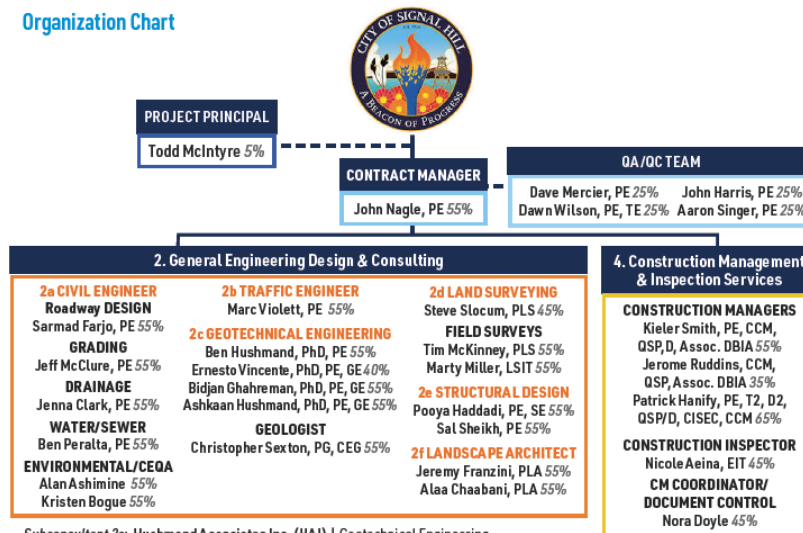 Organization Chart
CITY OF SIGNAL HILL
A BEACON OF PROGRESS
PROJECT PRINCIPAL
Todd McIntyre 5%
CONTRACT MANAGER
John Nagle, PE 55%
QA/QC TEAM
Dave Mercier, PE 25% John Harris, PE 25%
Dawn Wilson, PE, TE 25% Aaron Singer, PE 25%
2. General Engineering Design & Consulting
2a CIVIL ENGINEER
Roadway DESIGN
Sarmad Farjo, PE 55%
GRADING
Jeff McClure, PE 55%
DRAINAGE
Jenna Clark, PE 55%
WATER/SEWER
Ben Peralta, PE 55%
ENVIRONMENTAL/CEQA
Alan Ashimine 55%
Kristen Bogue 55%
2b TRAFFIC ENGINEER
Marc Violett, PE 55%
2c GEOTECHNICAL ENGINEERING
Ben Hushmand, PhD, PE 55%
Ernesto Vincente, PhD, PE, GE 40%
Bidjan Ghahreman, PhD, PE, GE 55%
Ashkaan Hushmand, PhD, PE, GE 55%
GEOLOGIST
Christopher Sexton, PG, CEG 55%
2d LAND SURVEYING
Steve Slocum, PLS 45%
FIELD SURVEYS
Tim McKinney, PLS 55%
Marty Miller, LSIT 55%
2e STRUCTURAL DESIGN
Pooya Haddadi, PE, SE 55%
Sal Sheikh, PE 55%
2f LANDSCAPE ARCHITECT
Jeremy Franzini, PLA 55%
Alaa Chaabani, PLA 55%
4. Construction Management
& Inspection Services
CONSTRUCTION MANAGERS
Kieler Smith, PE, CCM,
QSP,D, Assoc. DBIA 55%
Jerome Ruddins, CCM,
QSP, Assoc. DBIA 35%
Patrick Hanify, PE, T2, D2,
QSP/D, CISEC, CCM 65%
CONSTRUCTION INSPECTOR
Nicole Aeina, EIT 45%
CM COORDINATOR/
DOCUMENT CONTROL
Nora Doyle 45%
Hushmand Associates Inc. (HAI) | Geotechnical Engineering